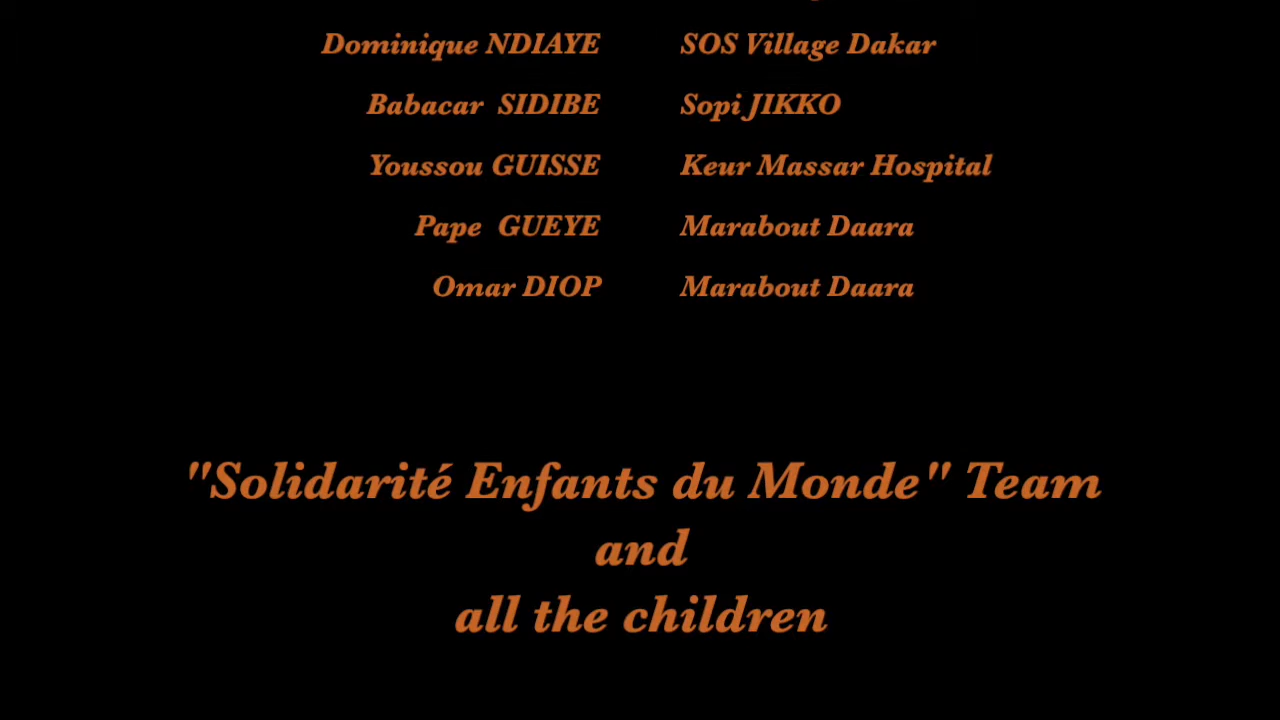 Dominique NDIAYE SOS Village Dakar
Babacar SIDIBE Sopi JIKKO
Youssou GUISSE Keur Massar Hospital
Pape GUEYE Marabout Daara
Omar DIOP Marabout Daara
"Solidarité Enfants du Monde" Team
and
all the children